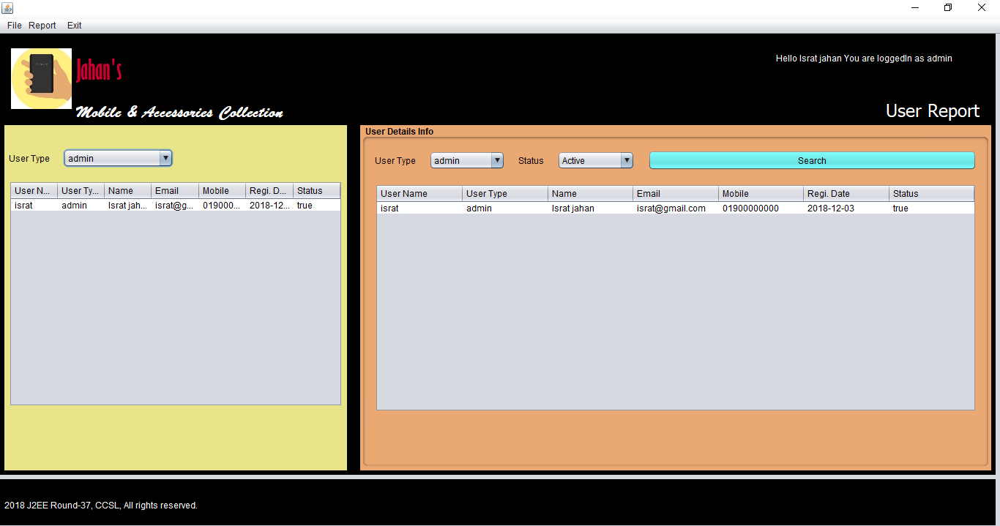 File Report Exit
Jahan's
Mobile & Accessories Collection
Hello Israt jahan You are loggedIn as admin
User Report
User Type admin
User N... User Ty... Name Email Mobile Regi. D... Status
israt admin Israt jah... israt@g... 019000... 2018-12... true
User Details Info
User Type admin Status Active Search
User Name User Type Name Email Mobile Regi. Date Status
israt admin Israt jahan israt@gmail.com 01900000000 2018-12-03 true
2018 J2EE Round-37, CCSL, All rights reserved.